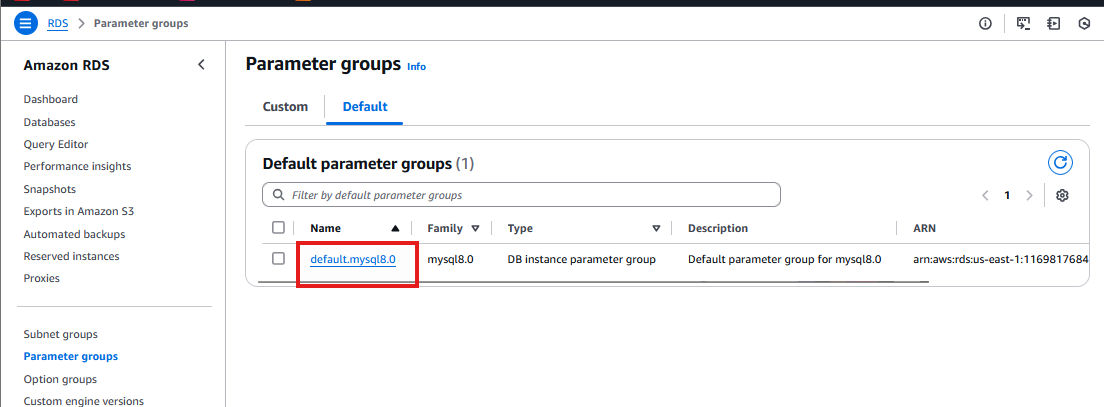 RDS > Parameter groups
Amazon RDS
Dashboard
Databases
Query Editor
Performance insights
Snapshots
Exports in Amazon S3
Automated backups
Reserved instances
Proxies
Subnet groups
Parameter groups
Option groups
Custom engine versions
Parameter groups Info
Custom Default
Default parameter groups (1)
Filter by default parameter groups
1
Name Family Type Description ARN
default.mysql8.0 mysql8.0 DB instance parameter group Default parameter group for mysql8.0 arn:aws:rds:us-east-1:1169817684